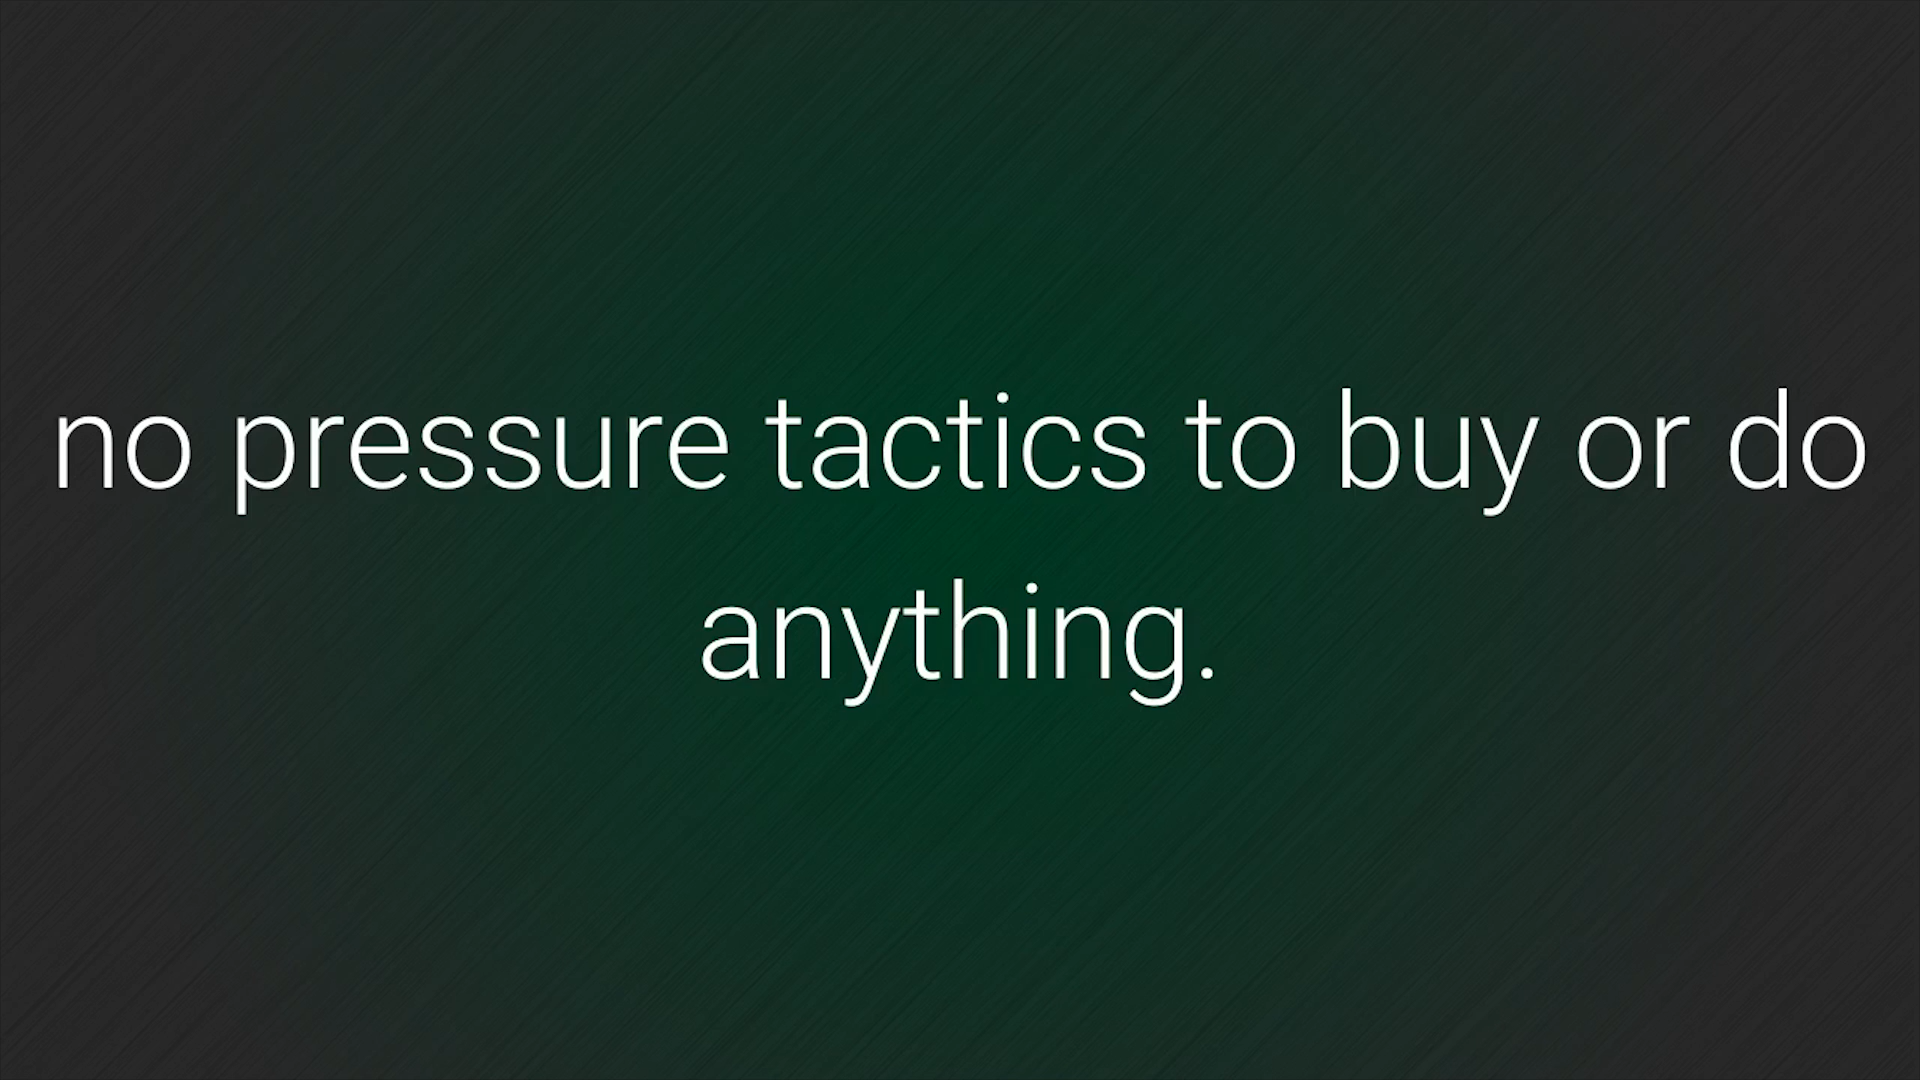 no pressure tactics to buy or do
anything.